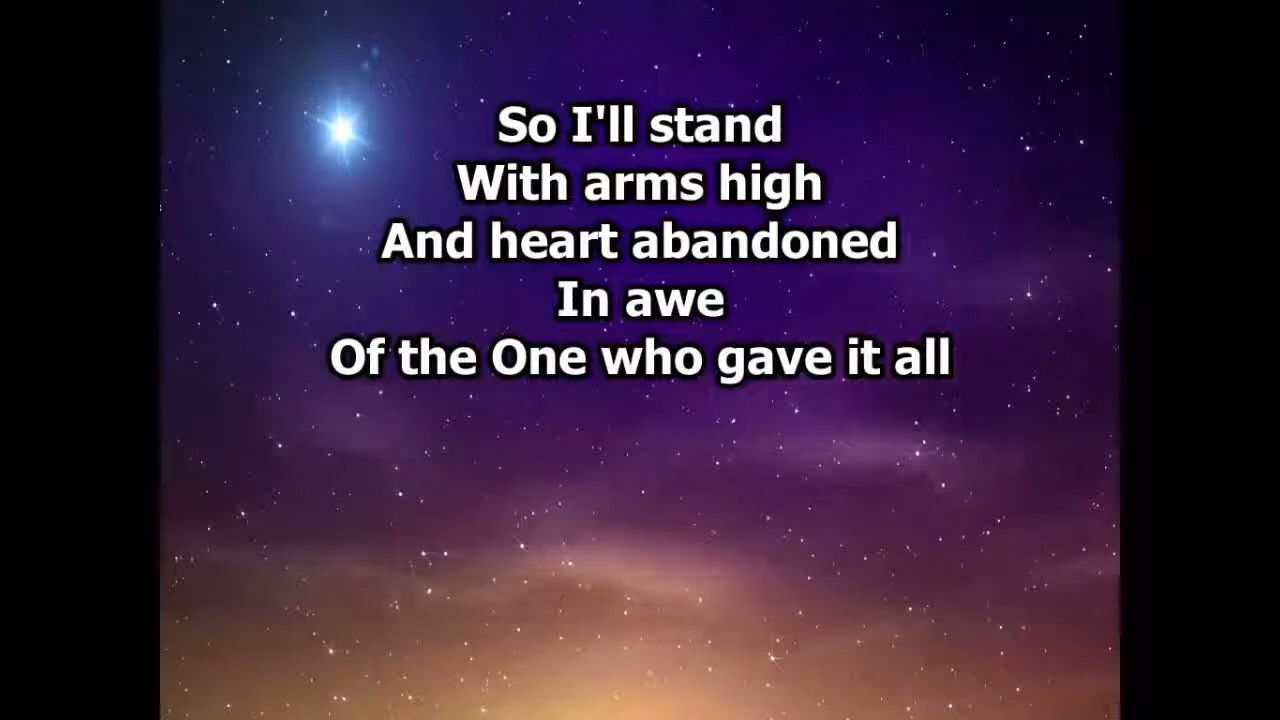 So I'll stand
With arms high
And heart abandoned
In awe
Of the One who gave it all